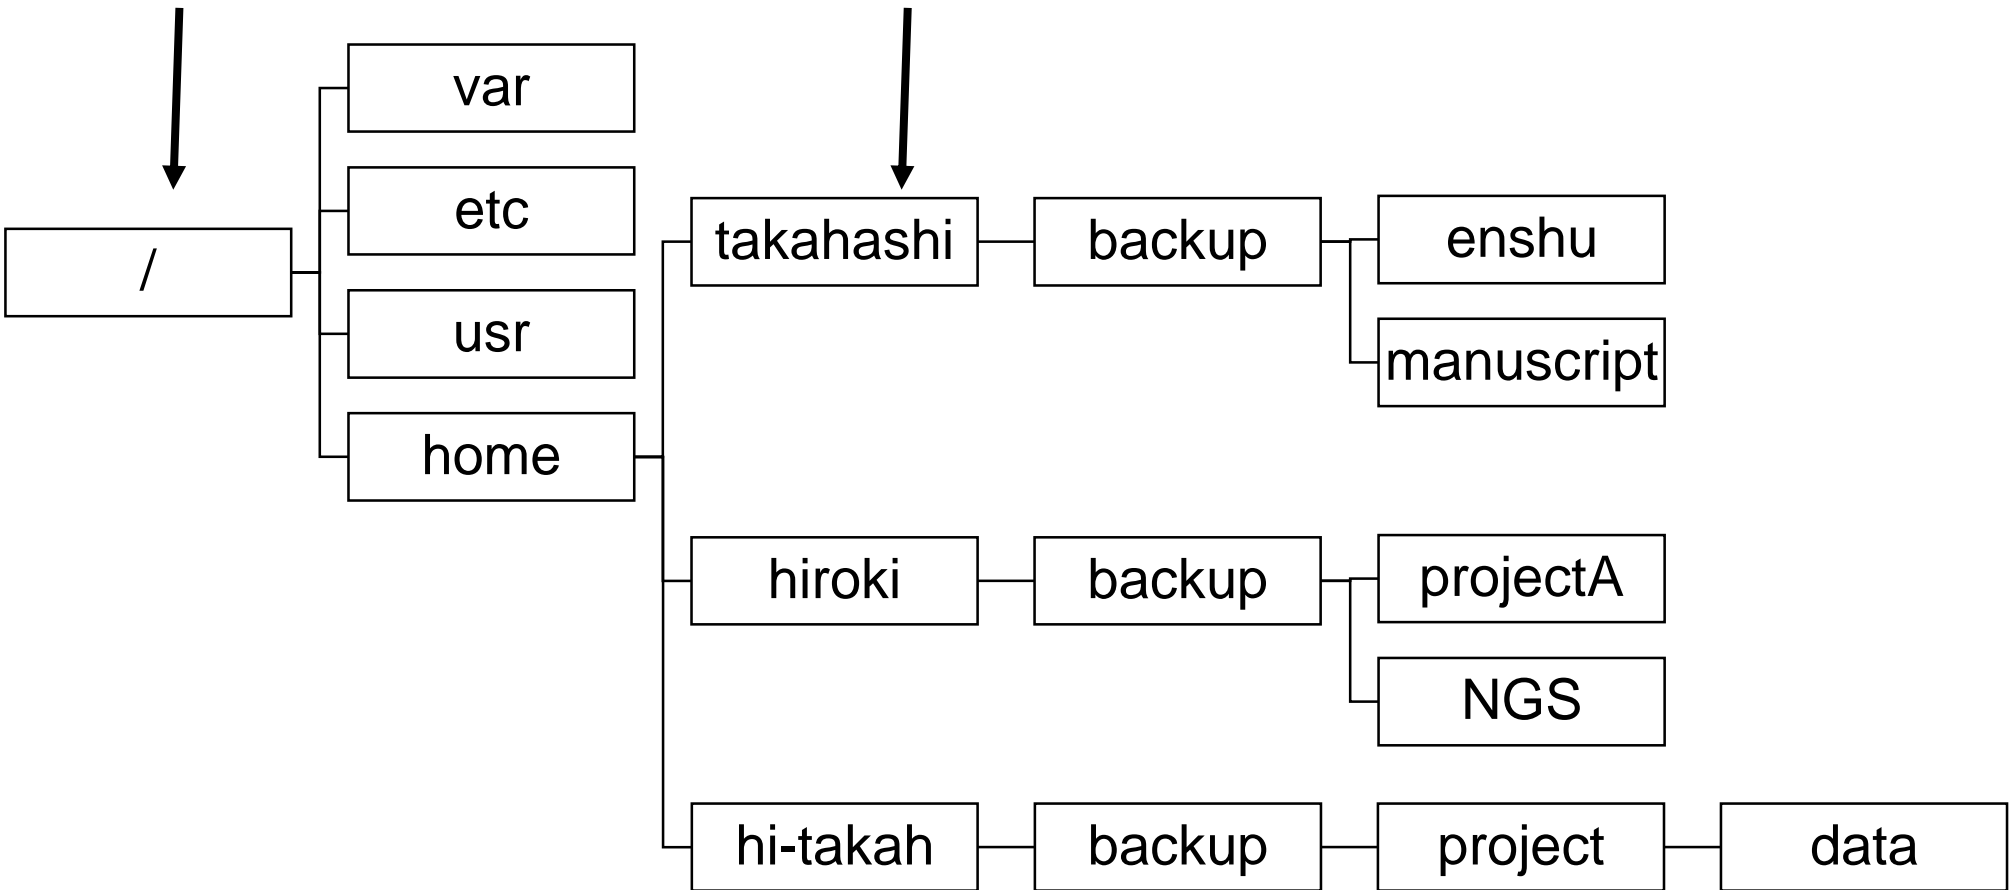 /
var
etc
usr
home
takahashi
backup
enshu
manuscript
hiroki
backup
projectA
NGS
hi-takah
backup
project
data